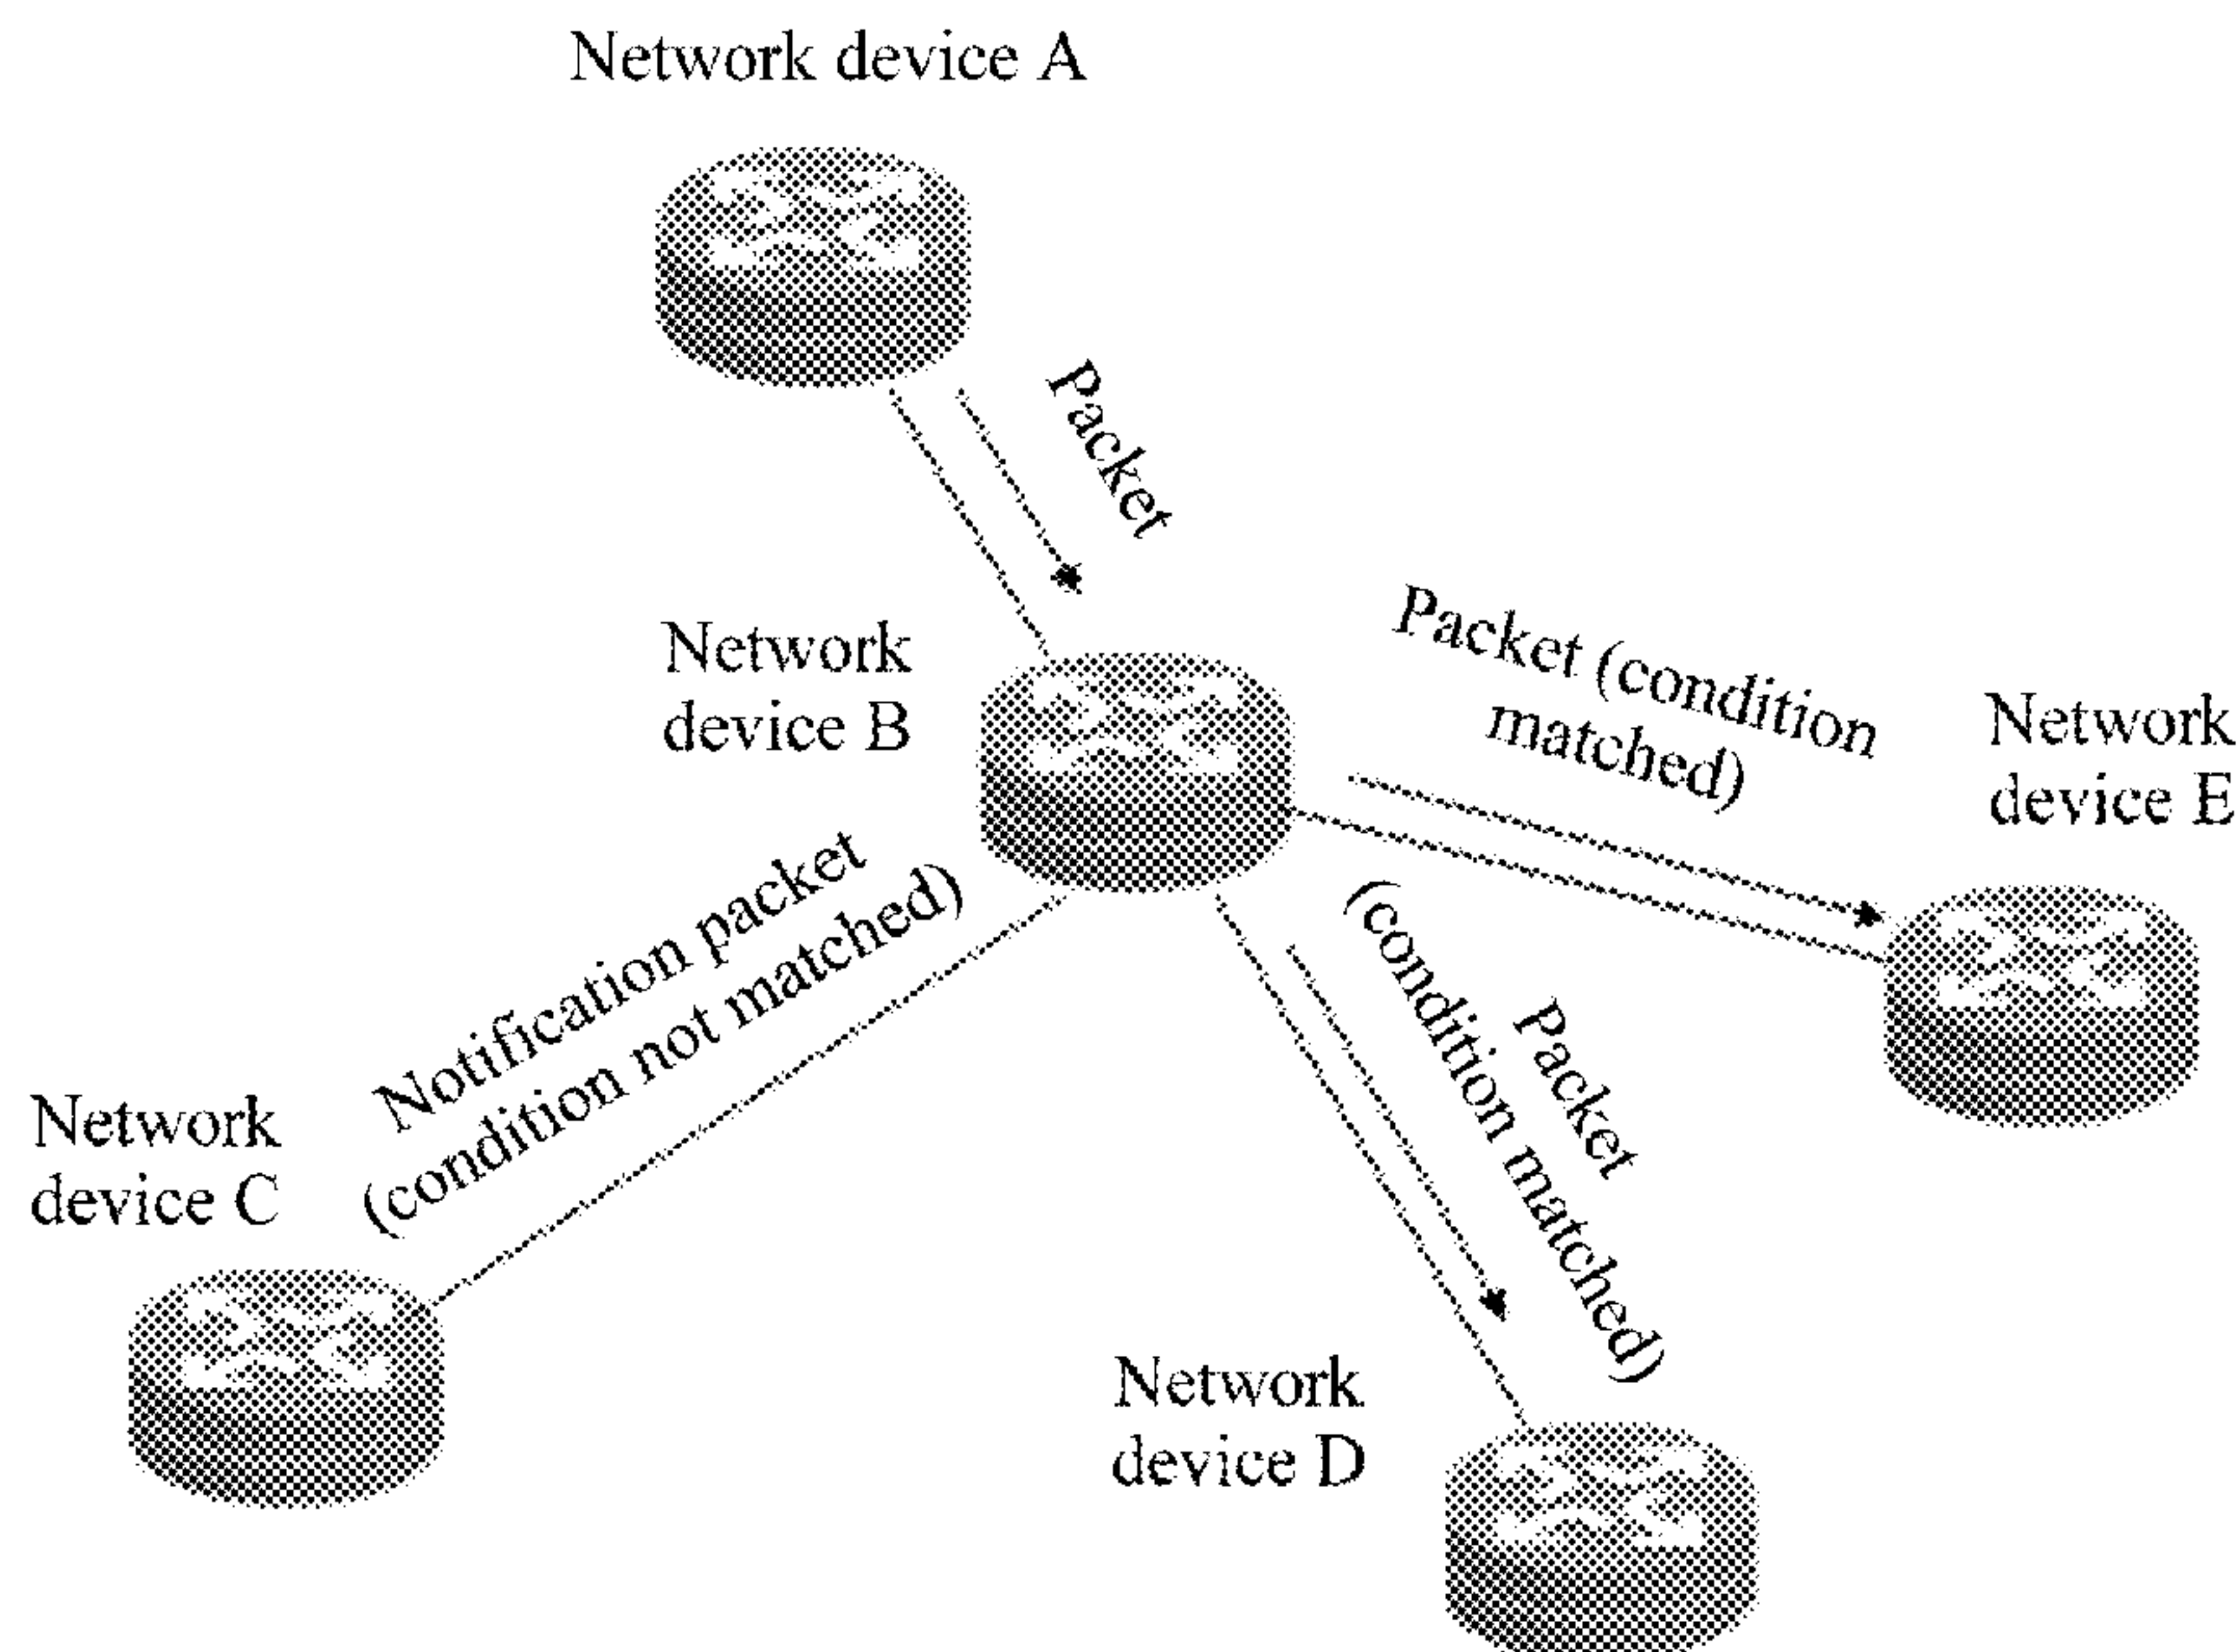 Network device A
Packet
Network
device B
Packet (condition
matched)
Network
device E
Notification packet
(condition not matched)
Packet
(condition matched)
Network
device C
Network
device D